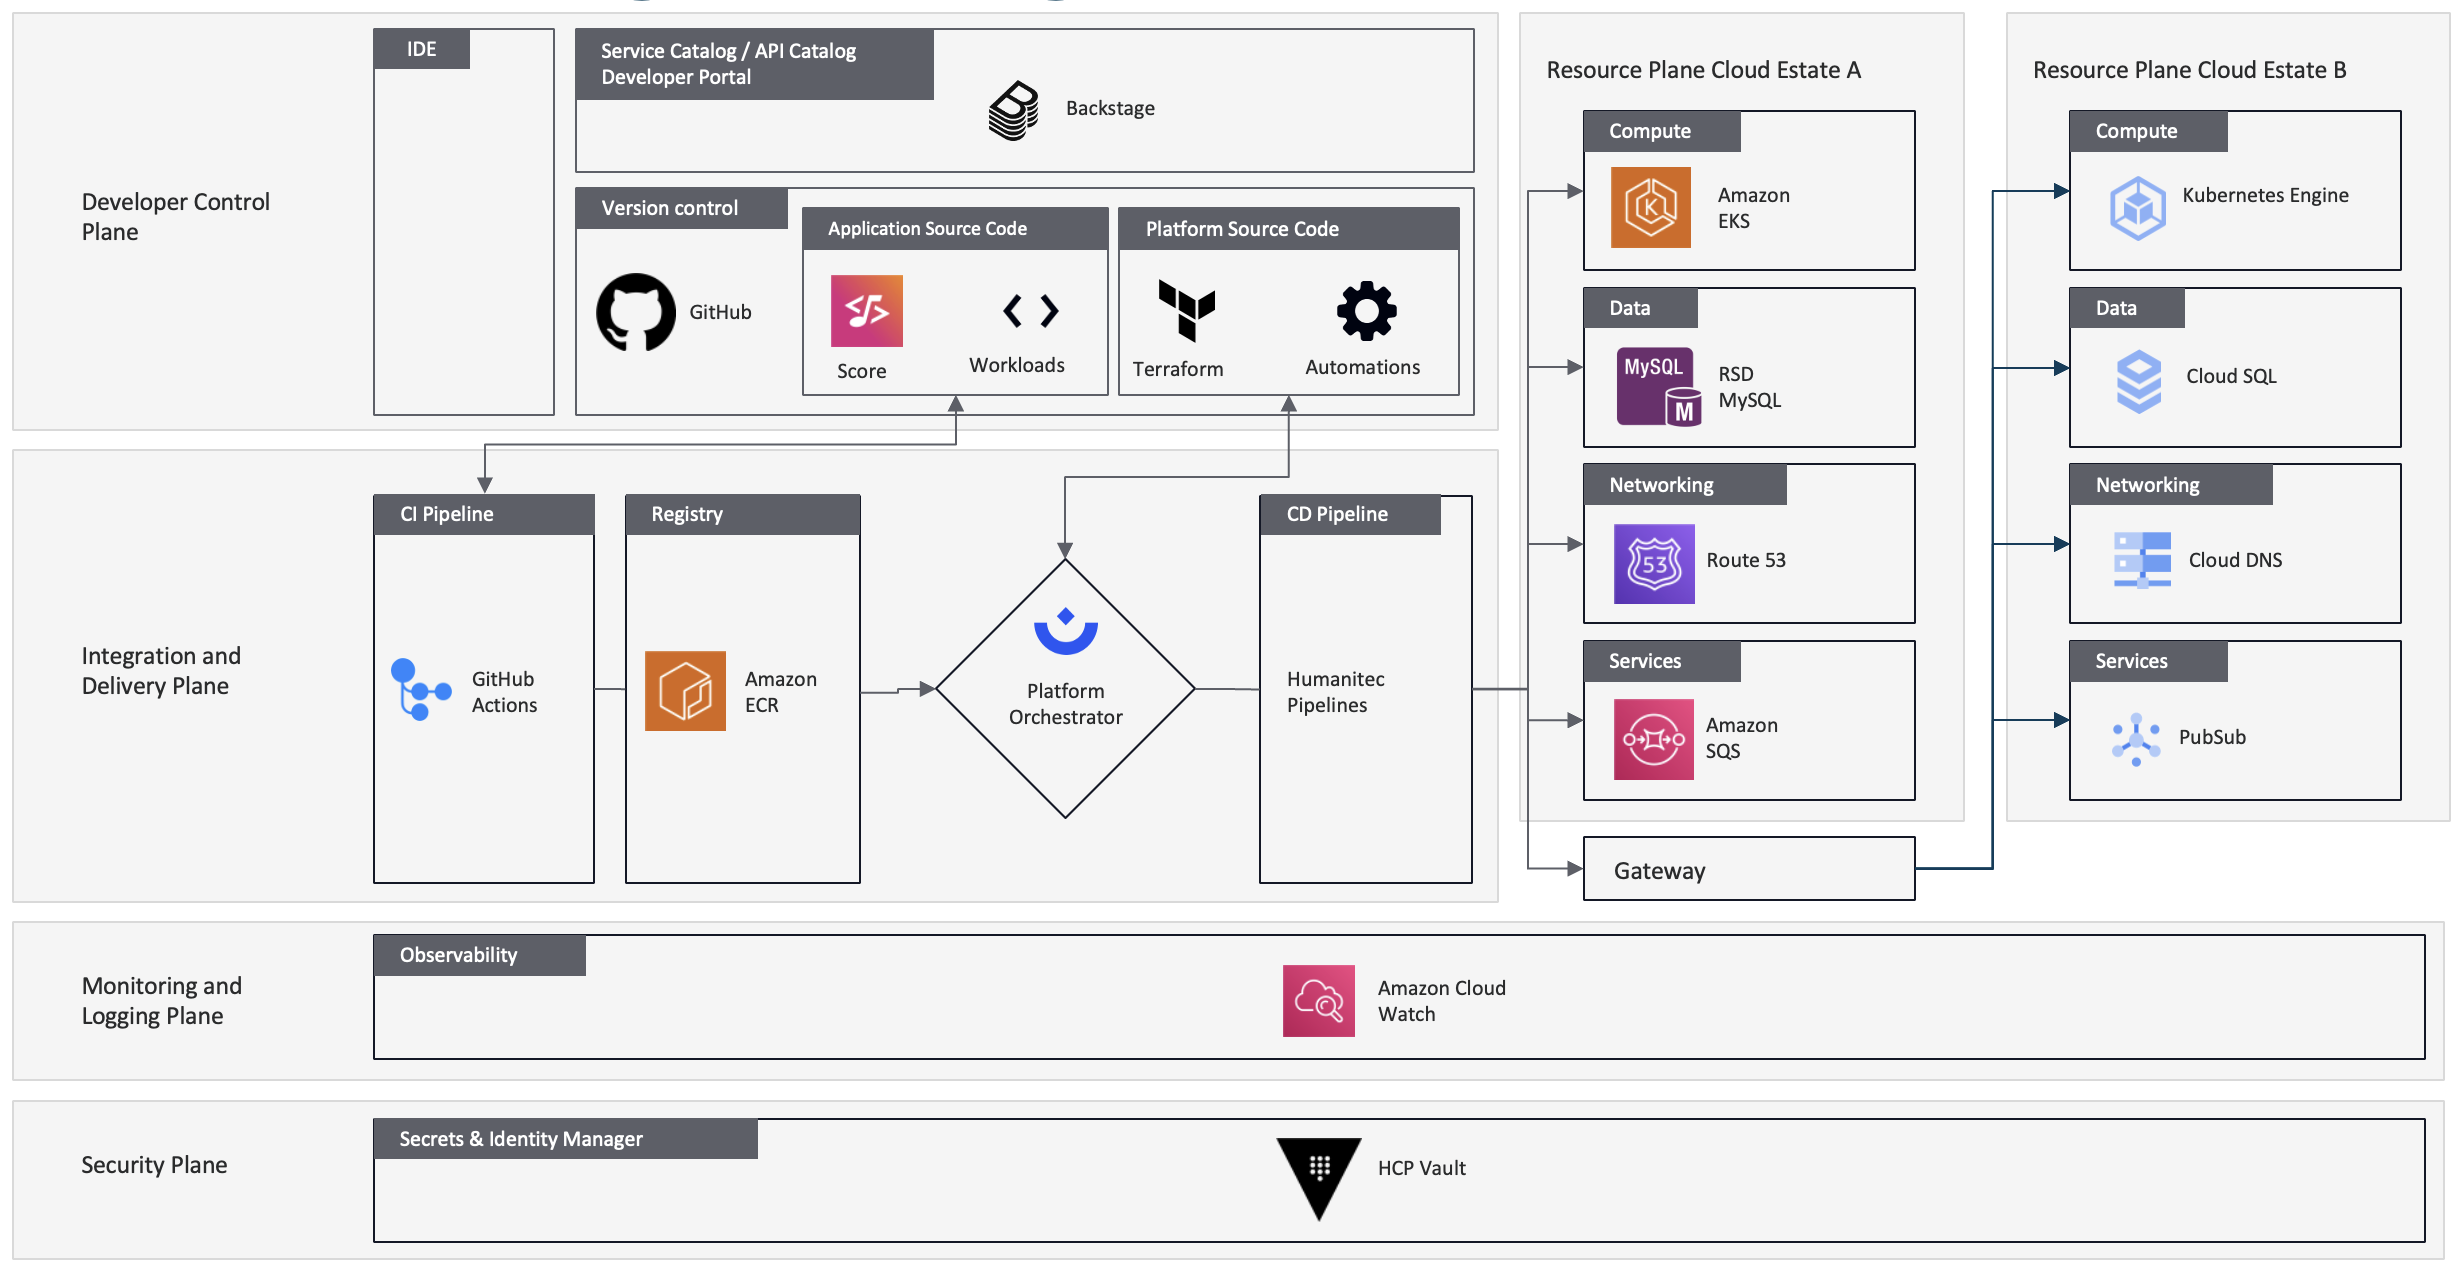 Developer Control
Plane
IDE
Service Catalog / API Catalog
Developer Portal
Backstage
Version control
GitHub
Application Source Code
Score
Workloads
Platform Source Code
Terraform
Automations
Integration and
Delivery Plane
CI Pipeline
GitHub
Actions
Registry
Amazon
ECR
Platform
Orchestrator
CD Pipeline
Humanitec
Pipelines
Resource Plane Cloud Estate A
Compute
K
Amazon
EKS
Data
MySQL
M
RSD
MySQL
Networking
53
Route 53
Services
Amazon
SQS
Gateway
Resource Plane Cloud Estate B
Compute
Kubernetes Engine
Data
Cloud SQL
Networking
Cloud DNS
Services
PubSub
Monitoring and
Logging Plane
Observability
Amazon Cloud
Watch
Security Plane
Secrets & Identity Manager
HCP Vault